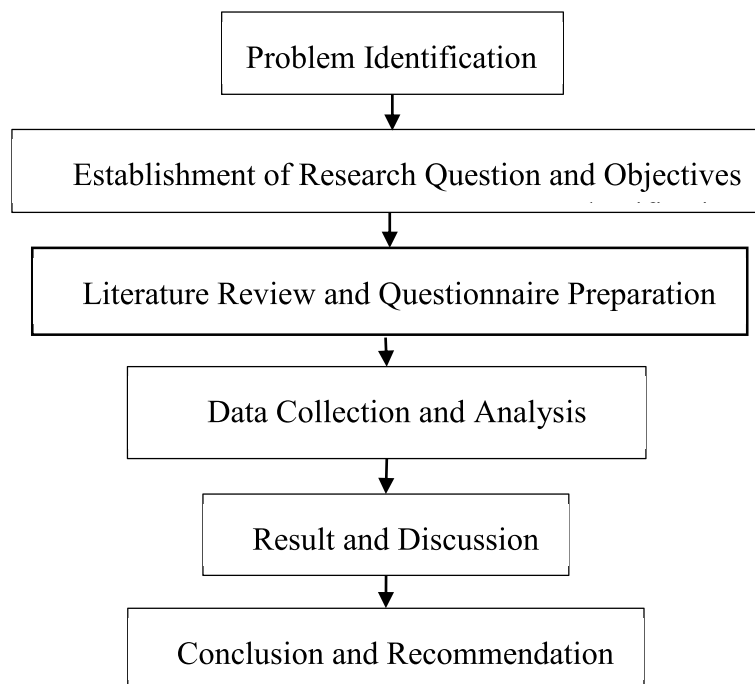 Problem Identification
Establishment of Research Question and Objectives
Literature Review and Questionnaire Preparation
Data Collection and Analysis
Result and Discussion
Conclusion and Recommendation